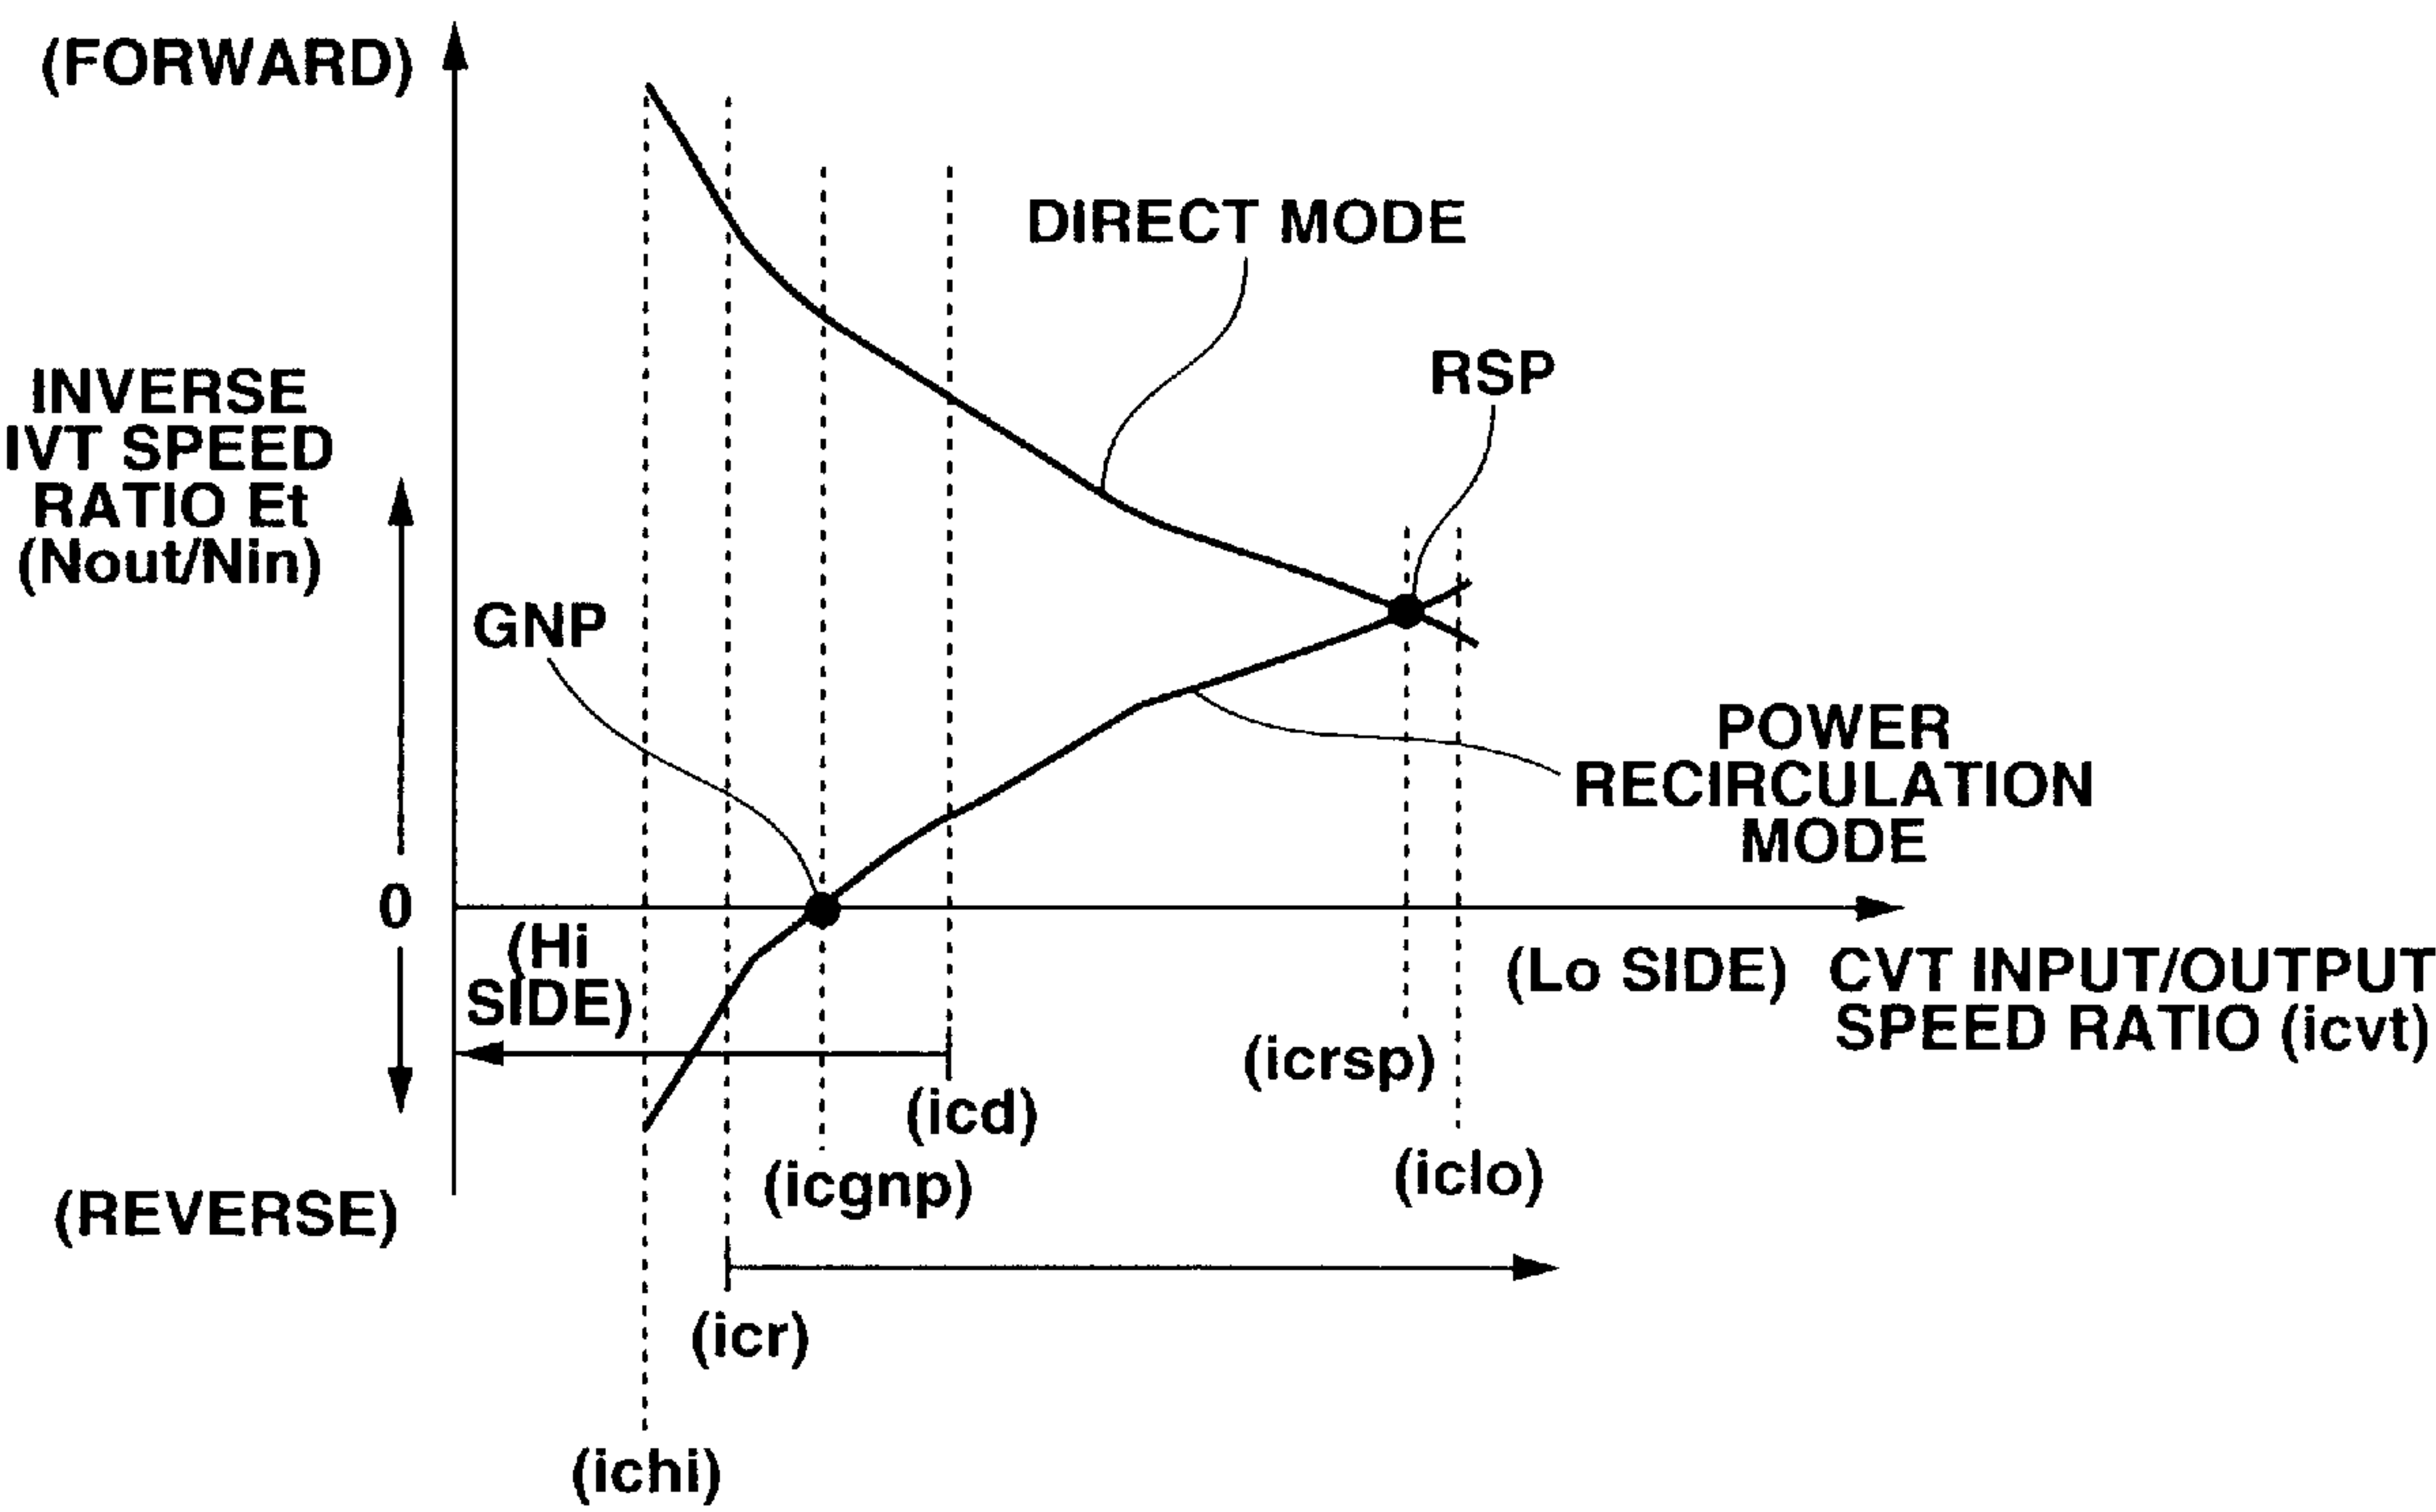 (FORWARD)
DIRECT MODE
RSP
INVERSE
IVT SPEED
RATIO Et
(Nout/Nin)
GNP
POWER
RECIRCULATION
MODE
0
(Hi
SIDE)
(Lo SIDE)
CVT INPUT/OUTPUT
SPEED RATIO (icvt)
(icrsp)
(icd)
(icgnp)
(iclo)
(REVERSE)
(icr)
(ichi)